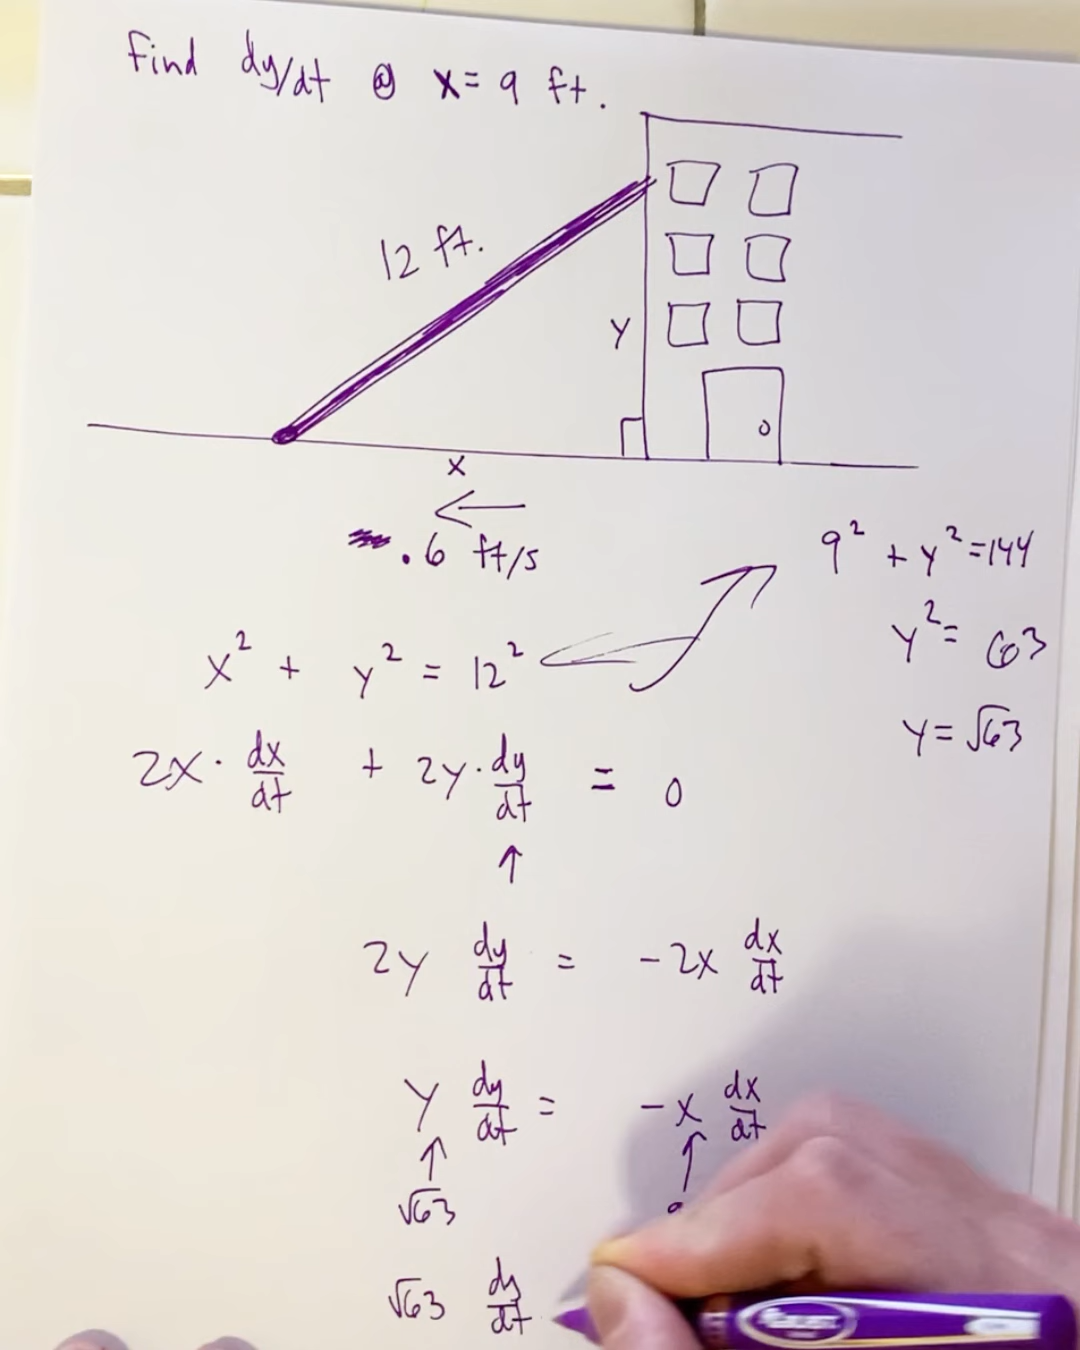 Find dy/dt @ x = 9 ft.
12 ft.
y
x
.6 ft/s
9² + y² = 144
y² = 63
y = √63
x² + y² = 12²
2x · dx/dt + 2y · dy/dt = 0
2y dy/dt = -2x dx/dt
y dy/dt = -x dx/dt
√63
√63 dy/dt